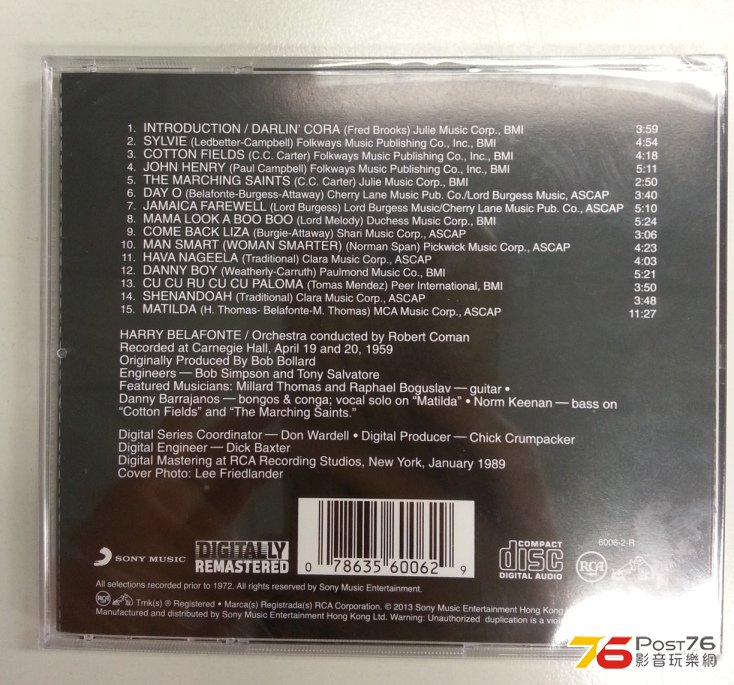 1. INTRODUCTION / DARLIN' CORA (Fred Brooks) Julie Music Corp., BMI 3:59
2. SYLVIE (Ledbetter-Campbell) Folkways Music Publishing Co., Inc., BMI 4:54
3. COTTON FIELDS (C.C. Carter) Folkways Music Publishing Co., Inc., BMI 4:18
4. JOHN HENRY (Paul Campbell) Folkways Music Publishing Co., Inc., BMI 5:11
5. THE MARCHING SAINTS (C.C. Carter) Julie Music Corp., BMI 2:50
6. DAY O (Belafonte-Burgess-Attaway) Cherry Lane Music Pub. Co./Lord Burgess Music, ASCAP 3:40
7. JAMAICA FAREWELL (Lord Burgess) Lord Burgess Music/Cherry Lane Music Pub. Co., ASCAP 5:10
8. MAMA LOOK A BOO BOO (Lord Melody) Duchess Music Corp., BMI 5:24
9. COME BACK LIZA (Burgie-Attaway) Shari Music Corp., ASCAP 3:06
10. MAN SMART (WOMAN SMARTER) (Norman Span) Pickwick Music Corp., ASCAP 4:23
11. HAVA NAGEELA (Traditional) Clara Music Corp., ASCAP 4:03
12. DANNY BOY (Weatherly-Carruth) Paulmond Music Co., BMI 5:21
13. CU CU RU CU CU PALOMA (Tomas Mendez) Peer International, BMI 3:50
14. SHENANDOAH (Traditional) Clara Music Corp., ASCAP 3:48
15. MATILDA (H. Thomas- Belafonte-M. Thomas) MCA Music Corp., ASCAP 11:27
HARRY BELAFONTE / Orchestra conducted by Robert Coman
Recorded at Carnegie Hall, April 19 and 20, 1959
Originally Produced By Bob Bollard
Engineers — Bob Simpson and Tony Salvatore
Featured Musicians: Millard Thomas and Raphael Boguslav — guitar •
Danny Barrajanos — bongos & conga; vocal solo on "Matilda" • Norm Keenan — bass on
"Cotton Fields" and "The Marching Saints."
Digital Series Coordinator — Don Wardell • Digital Producer — Chick Crumpacker
Digital Engineer — Dick Baxter
Digital Mastering at RCA Recording Studios, New York, January 1989
Cover Photo: Lee Friedlander
SONY MUSIC
DIGITALLY
REMASTERED
0 78635 60062 9
COMPACT
disc
DIGITAL AUDIO
6006-2-R
RCA
All selections recorded prior to 1972. All rights reserved by Sony Music Entertainment.
RCA Tmk(s) ® Registered • Marca(s) Registrada(s) RCA Corporation. © 2013 Sony Music Entertainment Hong Kong
Manufactured and distributed by Sony Music Entertainment Hong Kong Ltd. Warning: Unauthorized duplication is a
76 POST76
影音玩樂網